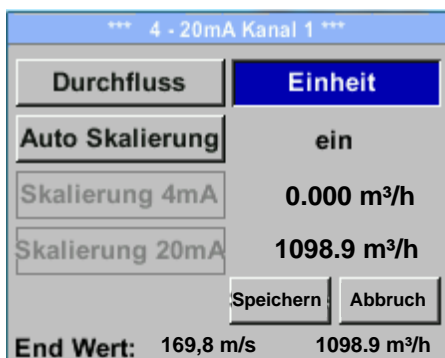 *** 4 - 20mA Kanal 1 ***
Durchfluss Einheit
Auto Skalierung ein
Skalierung 4mA 0.000 m³/h
Skalierung 20mA 1098.9 m³/h
Speichern Abbruch
End Wert: 169,8 m/s 1098.9 m³/h